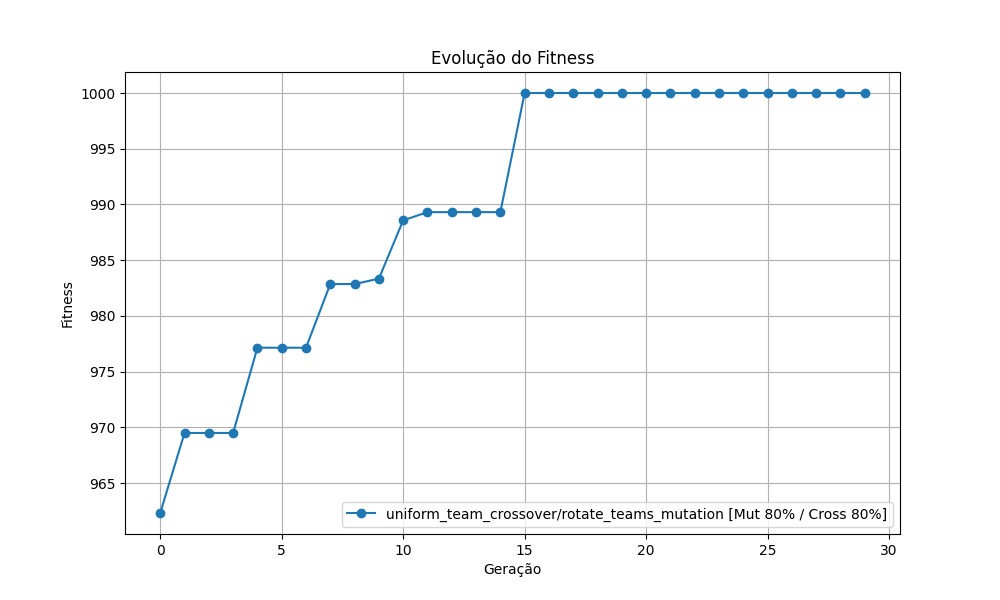 Evolução do Fitness
Fitness
1000
995
990
985
980
975
970
965
uniform_team_crossover/rotate_teams_mutation [Mut 80% / Cross 80%]
0 5 10 15 20 25 30
Geração